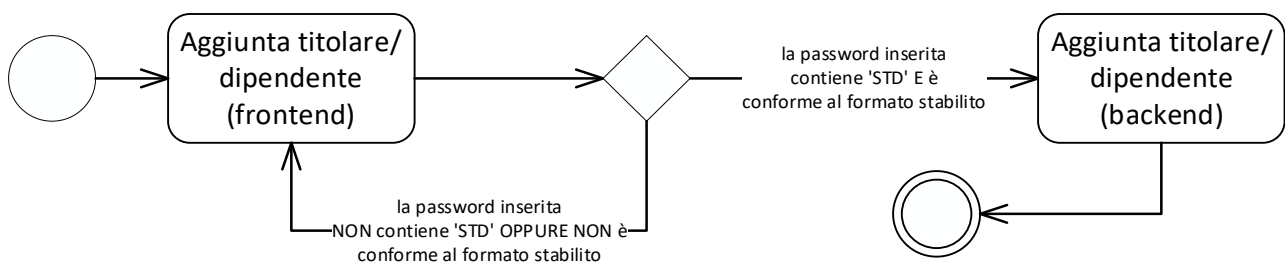 Aggiunta titolare/
dipendente
(frontend)
la password inserita
contiene 'STD' E è
conforme al formato stabilito
Aggiunta titolare/
dipendente
(backend)
la password inserita
NON contiene 'STD' OPPURE NON è
conforme al formato stabilito